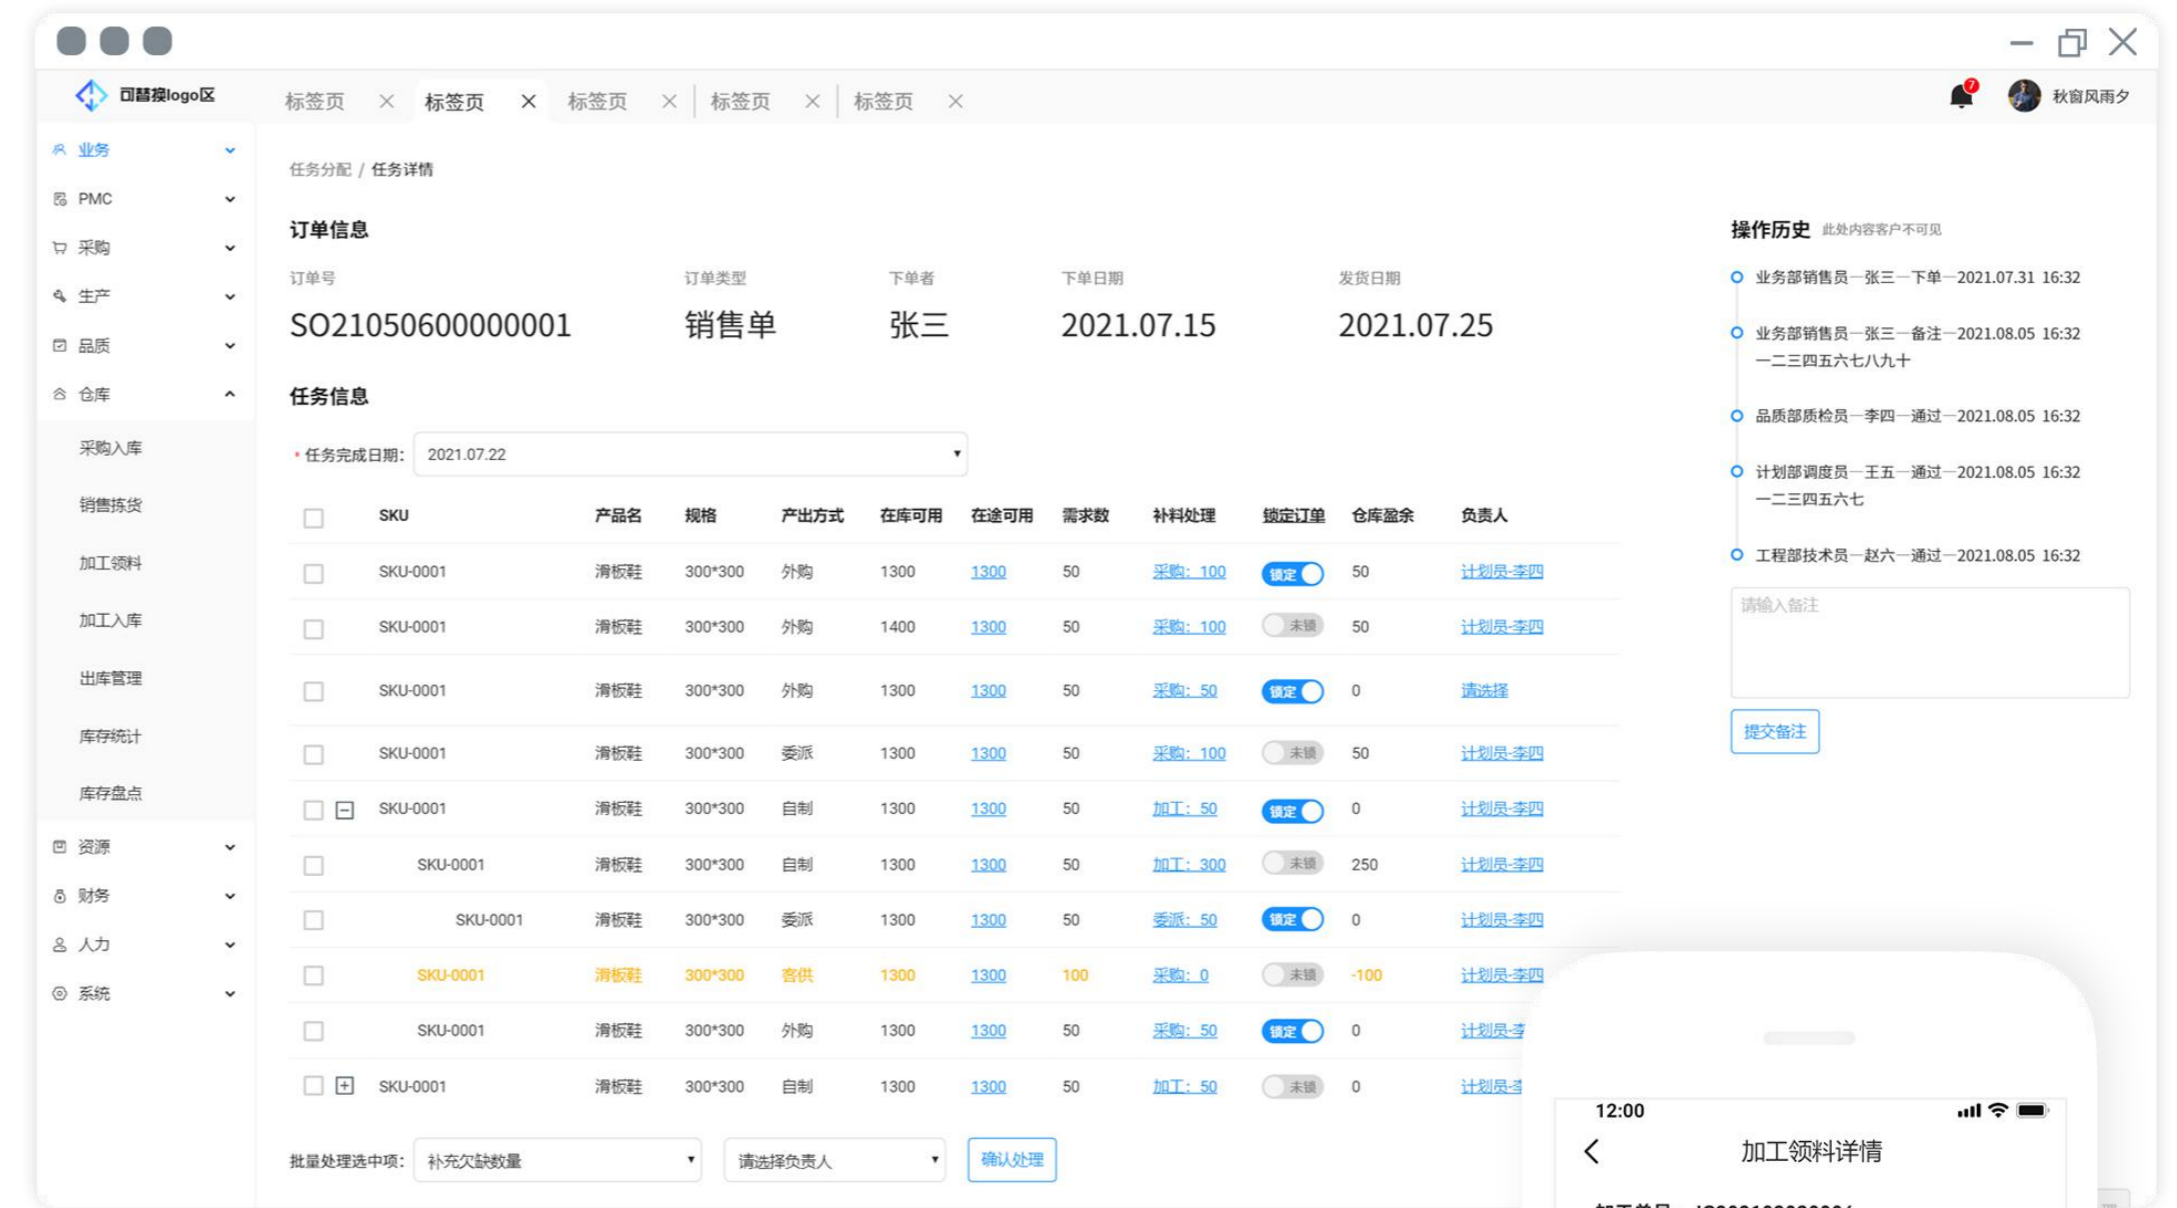 可替换logo区
标签页
标签页
标签页
标签页
标签页
7
秋窗风雨夕
业务
PMC
采购
生产
品质
仓库
采购入库
销售拣货
加工领料
加工入库
出库管理
库存统计
库存盘点
资源
财务
人力
系统
任务分配 / 任务详情
订单信息
订单号 订单类型 下单者 下单日期 发货日期
SO21050600000001 销售单 张三 2021.07.15 2021.07.25
任务信息
* 任务完成日期： 2021.07.22
SKU 产品名 规格 产出方式 在库可用 在途可用 需求数 补料处理 锁定订单 仓库盈余 负责人
SKU-0001 滑板鞋 300*300 外购 1300 1300 50 采购：100 锁定 50 计划员-李四
SKU-0001 滑板鞋 300*300 外购 1400 1300 50 采购：100 未锁 50 计划员-李四
SKU-0001 滑板鞋 300*300 外购 1300 1300 50 采购：50 锁定 0 请选择
SKU-0001 滑板鞋 300*300 委派 1300 1300 50 采购：100 未锁 50 计划员-李四
SKU-0001 滑板鞋 300*300 自制 1300 1300 50 加工：50 锁定 0 计划员-李四
SKU-0001 滑板鞋 300*300 自制 1300 1300 50 加工：300 未锁 250 计划员-李四
SKU-0001 滑板鞋 300*300 委派 1300 1300 50 委派：50 锁定 0 计划员-李四
SKU-0001 滑板鞋 300*300 客供 1300 1300 100 采购：0 未锁 -100 计划员-李四
SKU-0001 滑板鞋 300*300 外购 1300 1300 50 采购：50 锁定 0 计划员-
SKU-0001 滑板鞋 300*300 自制 1300 1300 50 加工：50 未锁 0 计划员-
批量处理选中项： 补充欠缺数量 请选择负责人 确认处理
操作历史 此处内容客户不可见
业务部销售员—张三—下单—2021.07.31 16:32
业务部销售员—张三—备注—2021.08.05 16:32
一二三四五六七八九十
品质部质检员—李四—通过—2021.08.05 16:32
计划部调度员—王五—通过—2021.08.05 16:32
一二三四五六七
工程部技术员—赵六—通过—2021.08.05 16:32
请输入备注
提交备注
12:00
加工领料详情